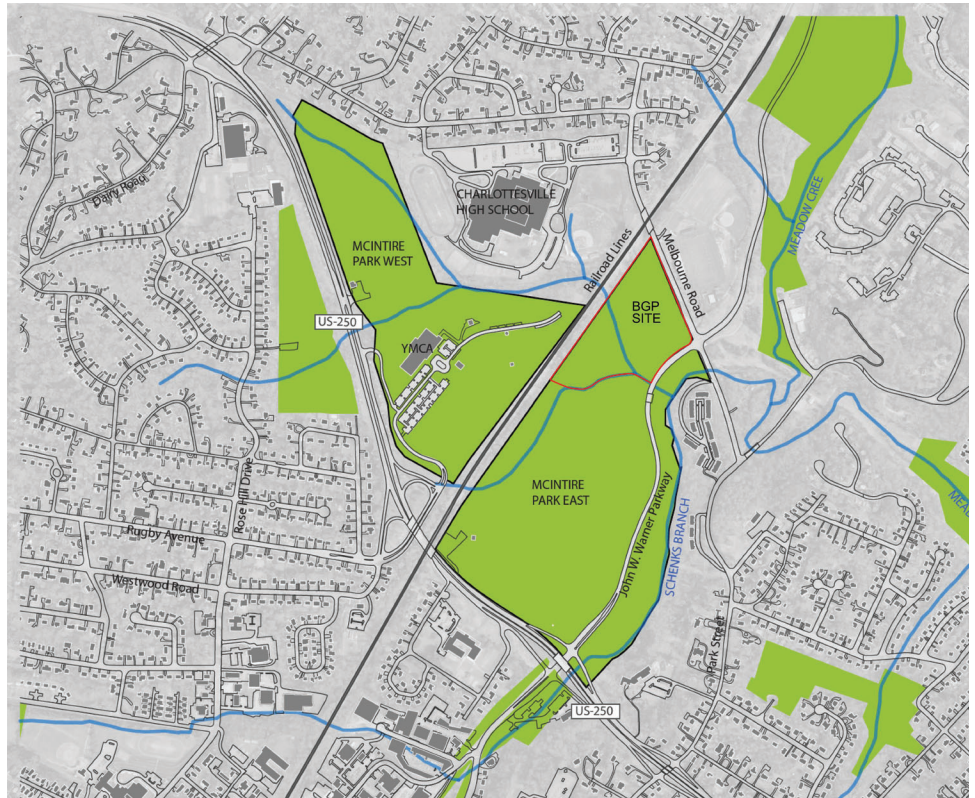 Dairy Road
CHARLOTTESVILLE
HIGH SCHOOL
MCINTIRE
PARK WEST
Railroad Lines
Melbourne Road
MEADOW CREE
BGP
SITE
US-250
YMCA
MCINTIRE
PARK EAST
John W. Warner Parkway
SCHENKS BRANCH
MEAD
Rose Hill Drive
Rugby Avenue
Westwood Road
Park Street
US-250